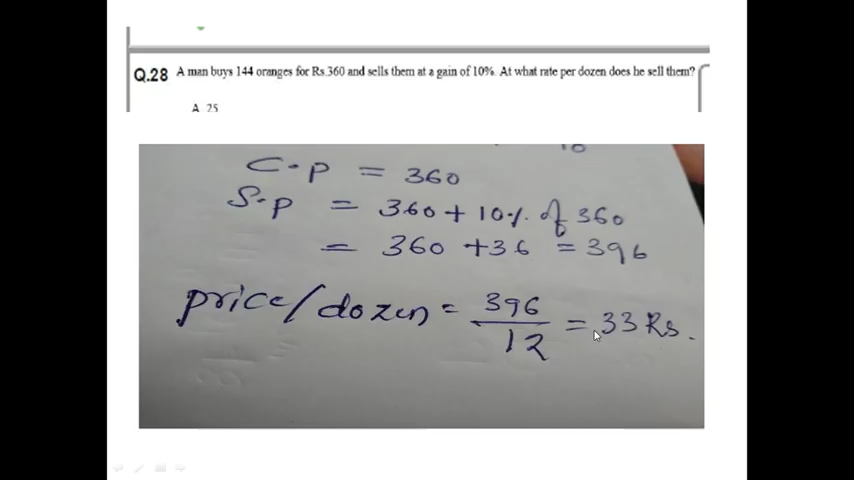 Q.28 A man buys 144 oranges for Rs.360 and sells them at a gain of 10%. At what rate per dozen does he sell them?
A 25
C.p = 360
S.p = 360 + 10% of 360
= 360 + 36 = 396
price/dozen = 396/12 = 33 Rs.